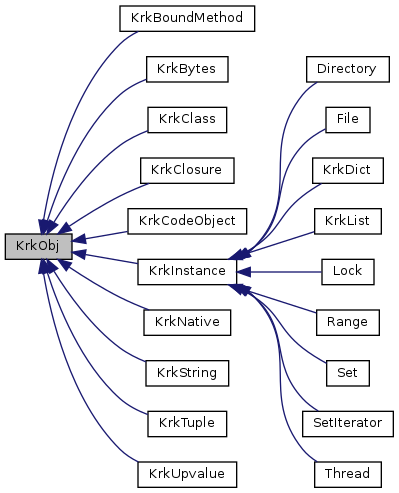 KrkObj
KrkBoundMethod
KrkBytes
KrkClass
KrkClosure
KrkCodeObject
KrkInstance
KrkNative
KrkString
KrkTuple
KrkUpvalue
Directory
File
KrkDict
KrkList
Lock
Range
Set
SetIterator
Thread